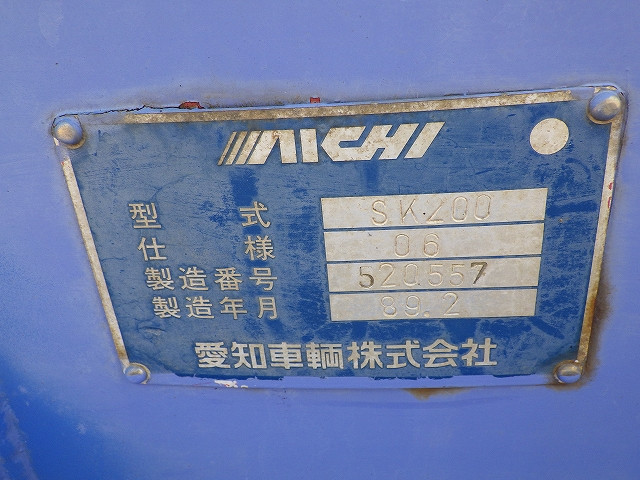 AICHI
型 式 SK200
仕 様 06
製造番号 520557
製造年月 89.2
愛知車輌株式会社